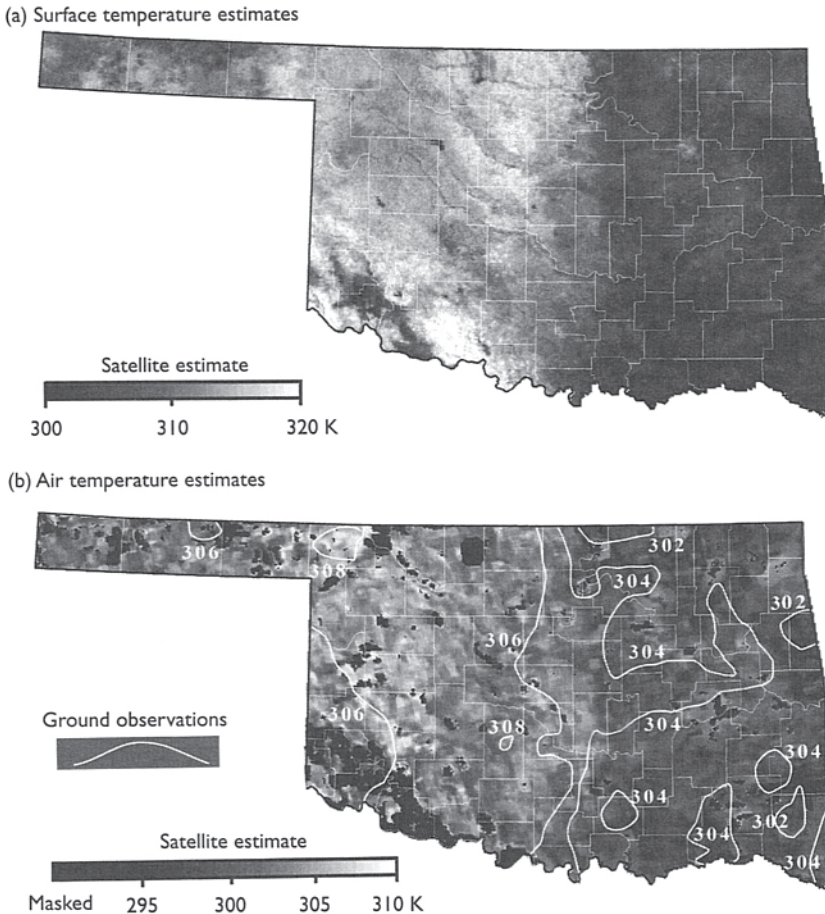 (a) Surface temperature estimates
Satellite estimate
300 310 320 K
(b) Air temperature estimates
306
308
302
304
302
306
304
306
308
304
304
304
304
302
304
Ground observations
Satellite estimate
Masked 295 300 305 310 K